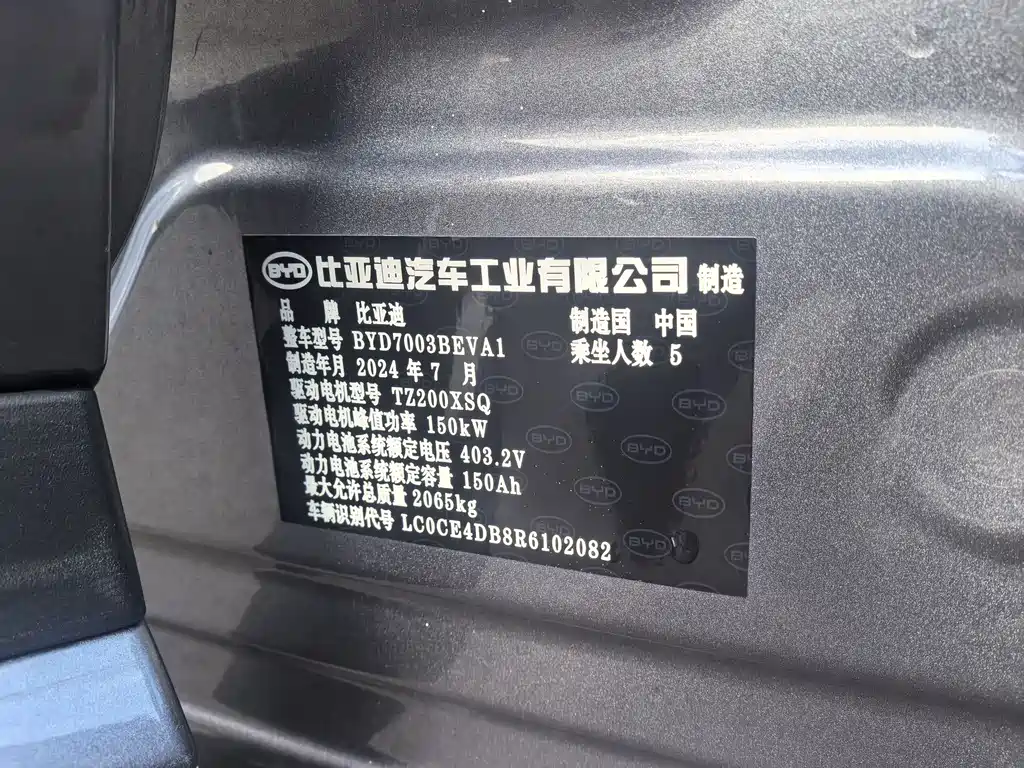 BYD 比亚迪汽车工业有限公司 制造
品 牌 比亚迪 制造国 中国
整车型号 BYD7003BEVA1 乘坐人数 5
制造年月 2024 年 7 月
驱动电机型号 TZ200XSQ
驱动电机峰值功率 150kW
动力电池系统额定电压 403.2V
动力电池系统额定容量 150Ah
最大允许总质量 2065kg
车辆识别代号 LC0CE4DB8R6102082